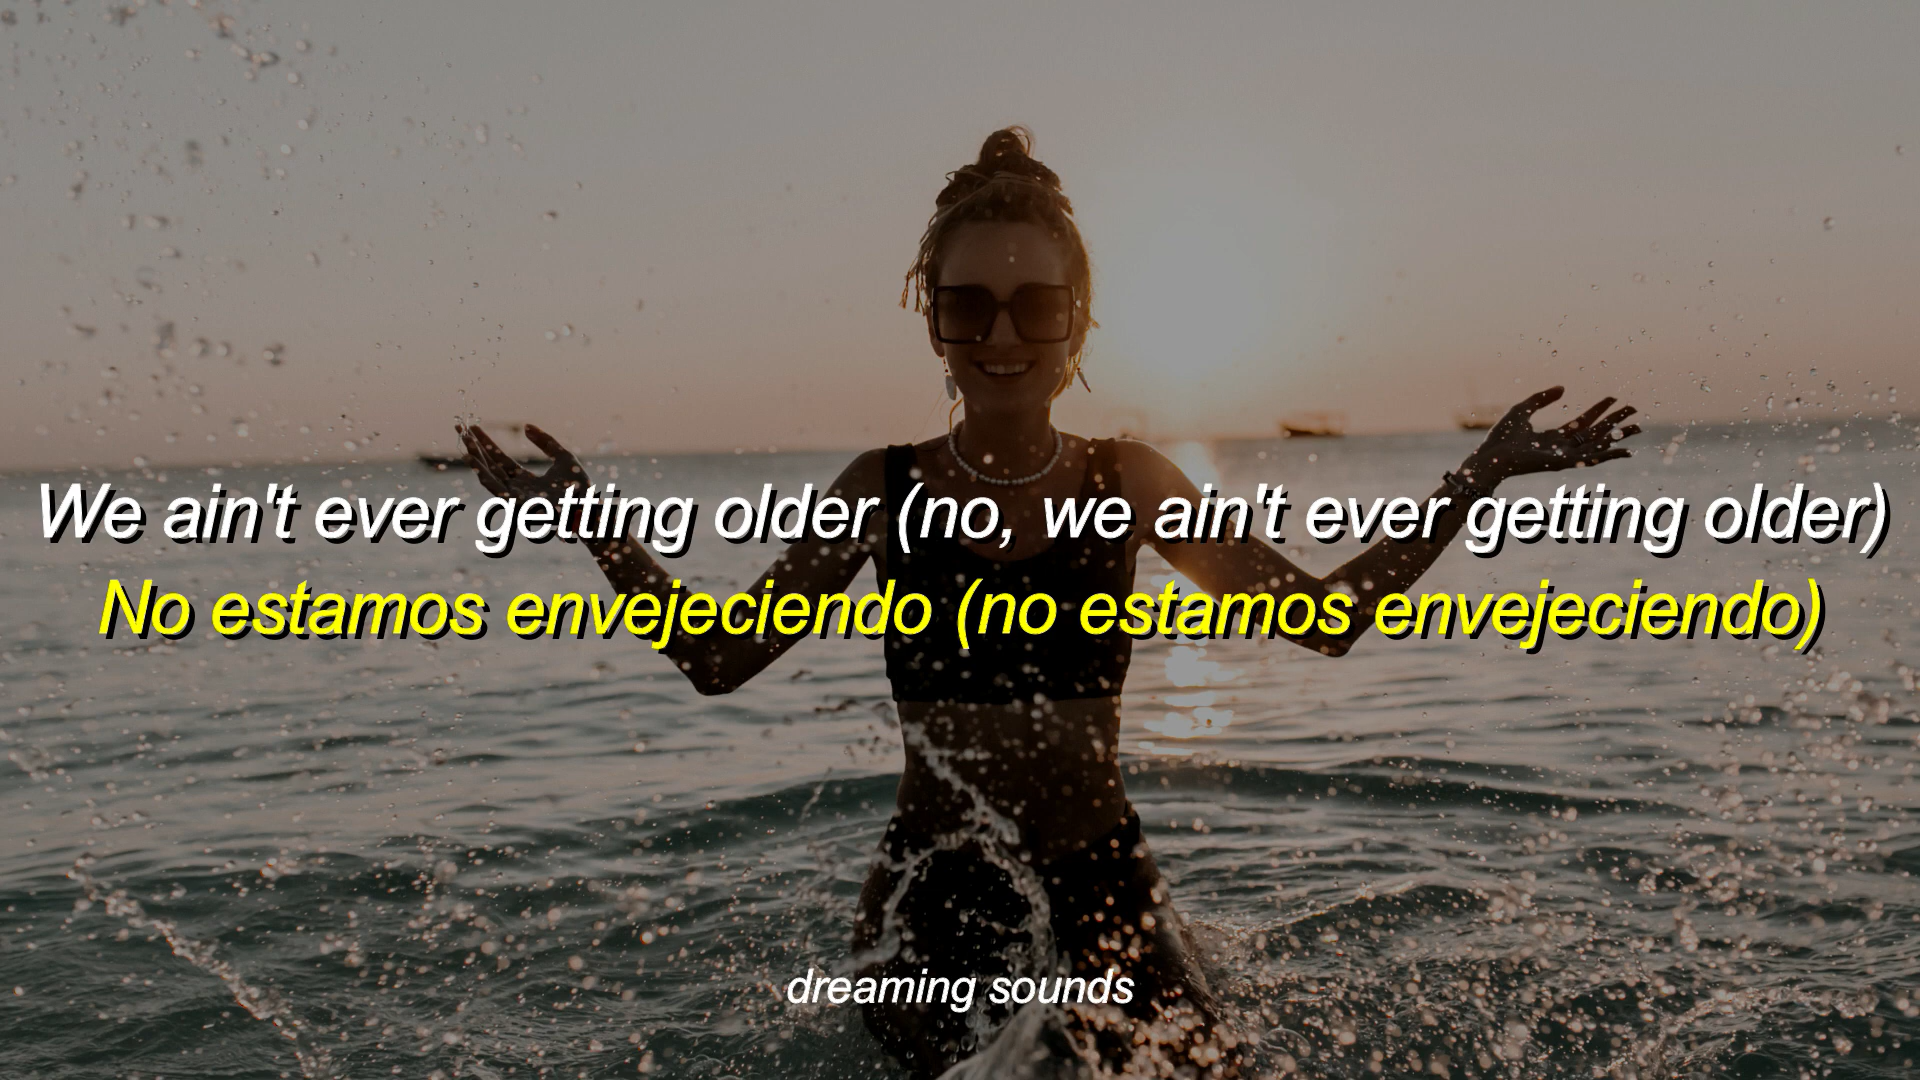 We ain't ever getting older (no, we ain't ever getting older)
No estamos envejeciendo (no estamos envejeciendo)
dreaming sounds